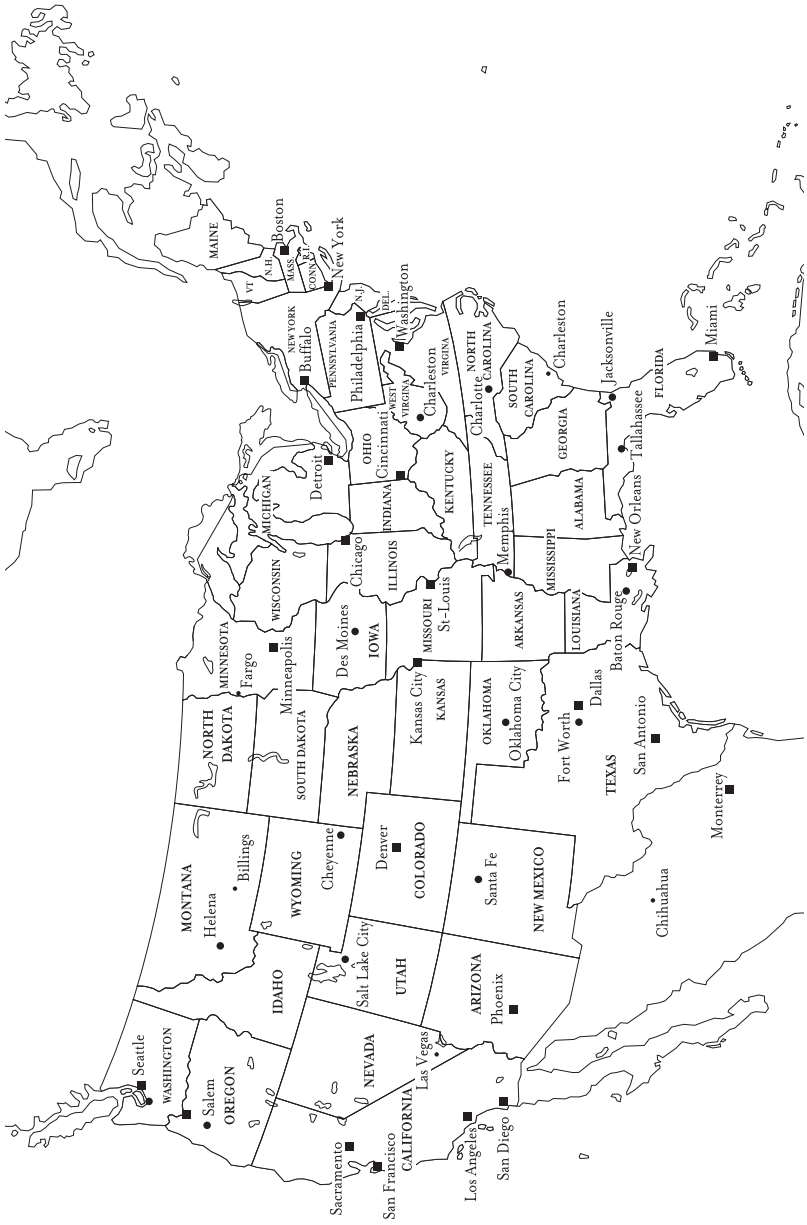 Seattle
WASHINGTON
Salem
OREGON
MONTANA
Helena
Billings
IDAHO
WYOMING
Cheyenne
NORTH
DAKOTA
SOUTH DAKOTA
NEBRASKA
MINNESOTA
Fargo
Minneapolis
WISCONSIN
MICHIGAN
Detroit
Des Moines
IOWA
Chicago
ILLINOIS
INDIANA
OHIO
Cincinnati
NEW YORK
Buffalo
PENNSYLVANIA
Philadelphia
N.J.
DEL.
Washington
MAINE
VT
N.H.
MASS.
Boston
R.I.
CONN.
New York
Sacramento
San Francisco
CALIFORNIA
NEVADA
Las Vegas
Los Angeles
San Diego
Salt Lake City
UTAH
ARIZONA
Phoenix
Denver
COLORADO
Santa Fe
NEW MEXICO
Kansas City
KANSAS
OKLAHOMA
Oklahoma City
MISSOURI
St-Louis
ARKANSAS
KENTUCKY
TENNESSEE
Memphis
WEST
VIRGINA
Charleston
VIRGINA
NORTH
CAROLINA
Charlotte
SOUTH
CAROLINA
Charleston
GEORGIA
ALABAMA
MISSISSIPPI
LOUISIANA
Baton Rouge
New Orleans
Fort Worth
Dallas
TEXAS
San Antonio
Tallahassee
Jacksonville
FLORIDA
Miami
Chihuahua
Monterrey